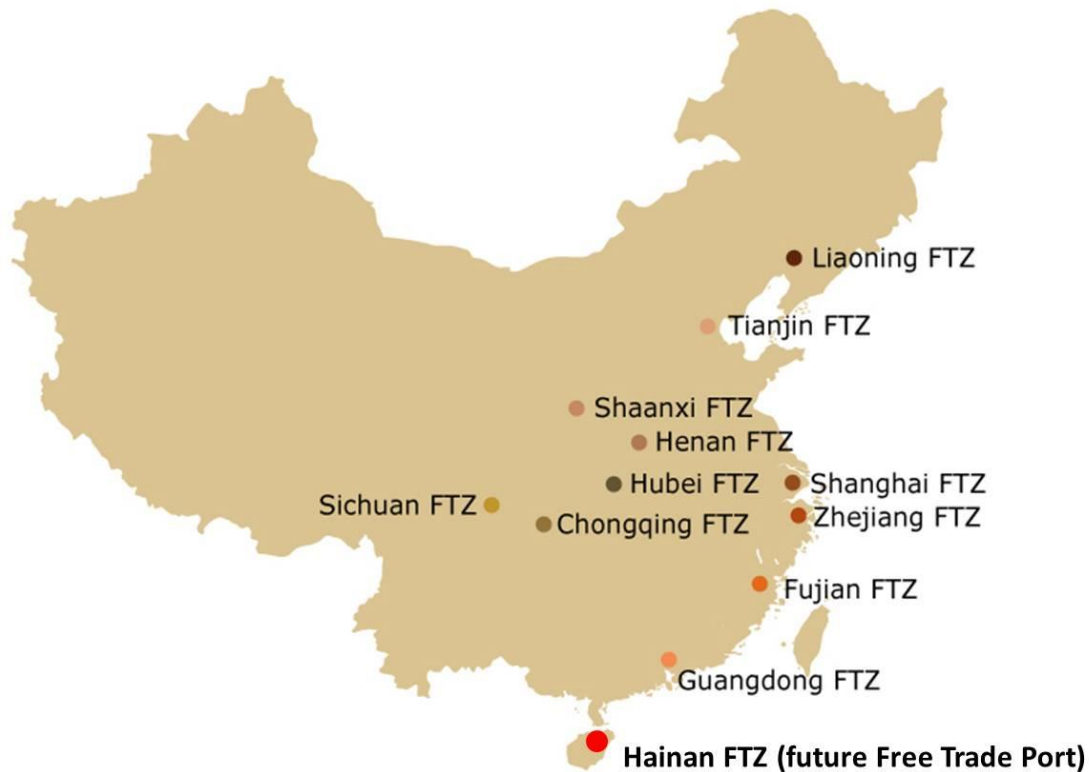 Liaoning FTZ
Tianjin FTZ
Shaanxi FTZ
Henan FTZ
Hubei FTZ
Shanghai FTZ
Sichuan FTZ
Zhejiang FTZ
Chongqing FTZ
Fujian FTZ
Guangdong FTZ
Hainan FTZ (future Free Trade Port)